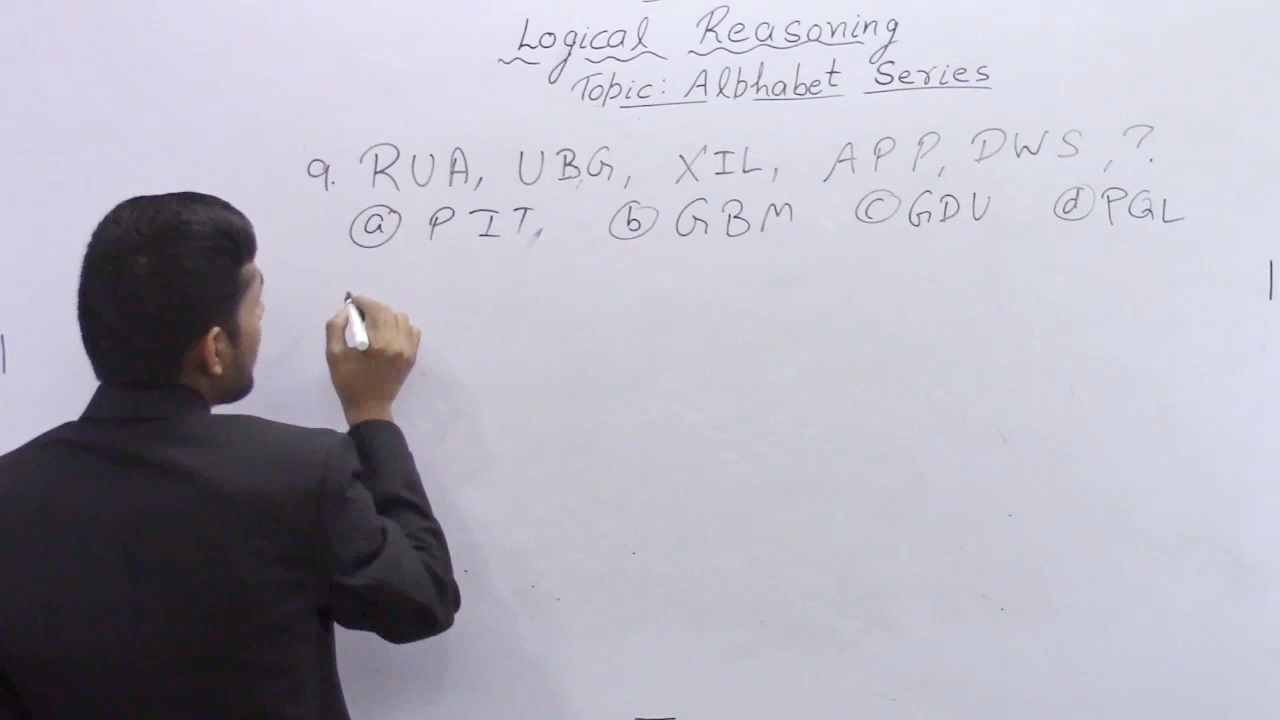 Logical Reasoning
Topic: Albhabet Series
9. RUA, UBG, XIL, APP, DWS, ?
(a) PIT, (b) GBM (c) GDU (d) PGL